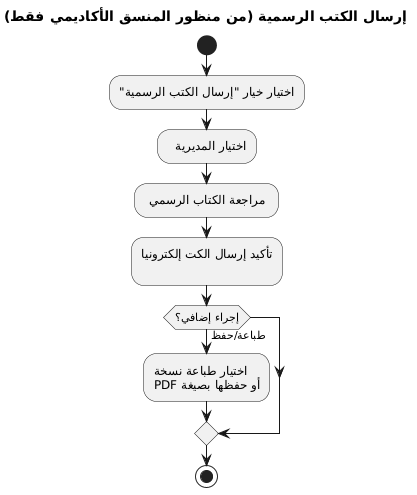 إرسال الكتب الرسمية (من منظور المنسق الأكاديمي فقط)
اختيار خيار "إرسال الكتب الرسمية"
اختيار المديرية
مراجعة الكتاب الرسمي
تأكيد إرسال الكت إلكترونيا
إجراء إضافي؟
طباعة/حفظ
اختيار طباعة نسخة
أو حفظها بصيغة PDF